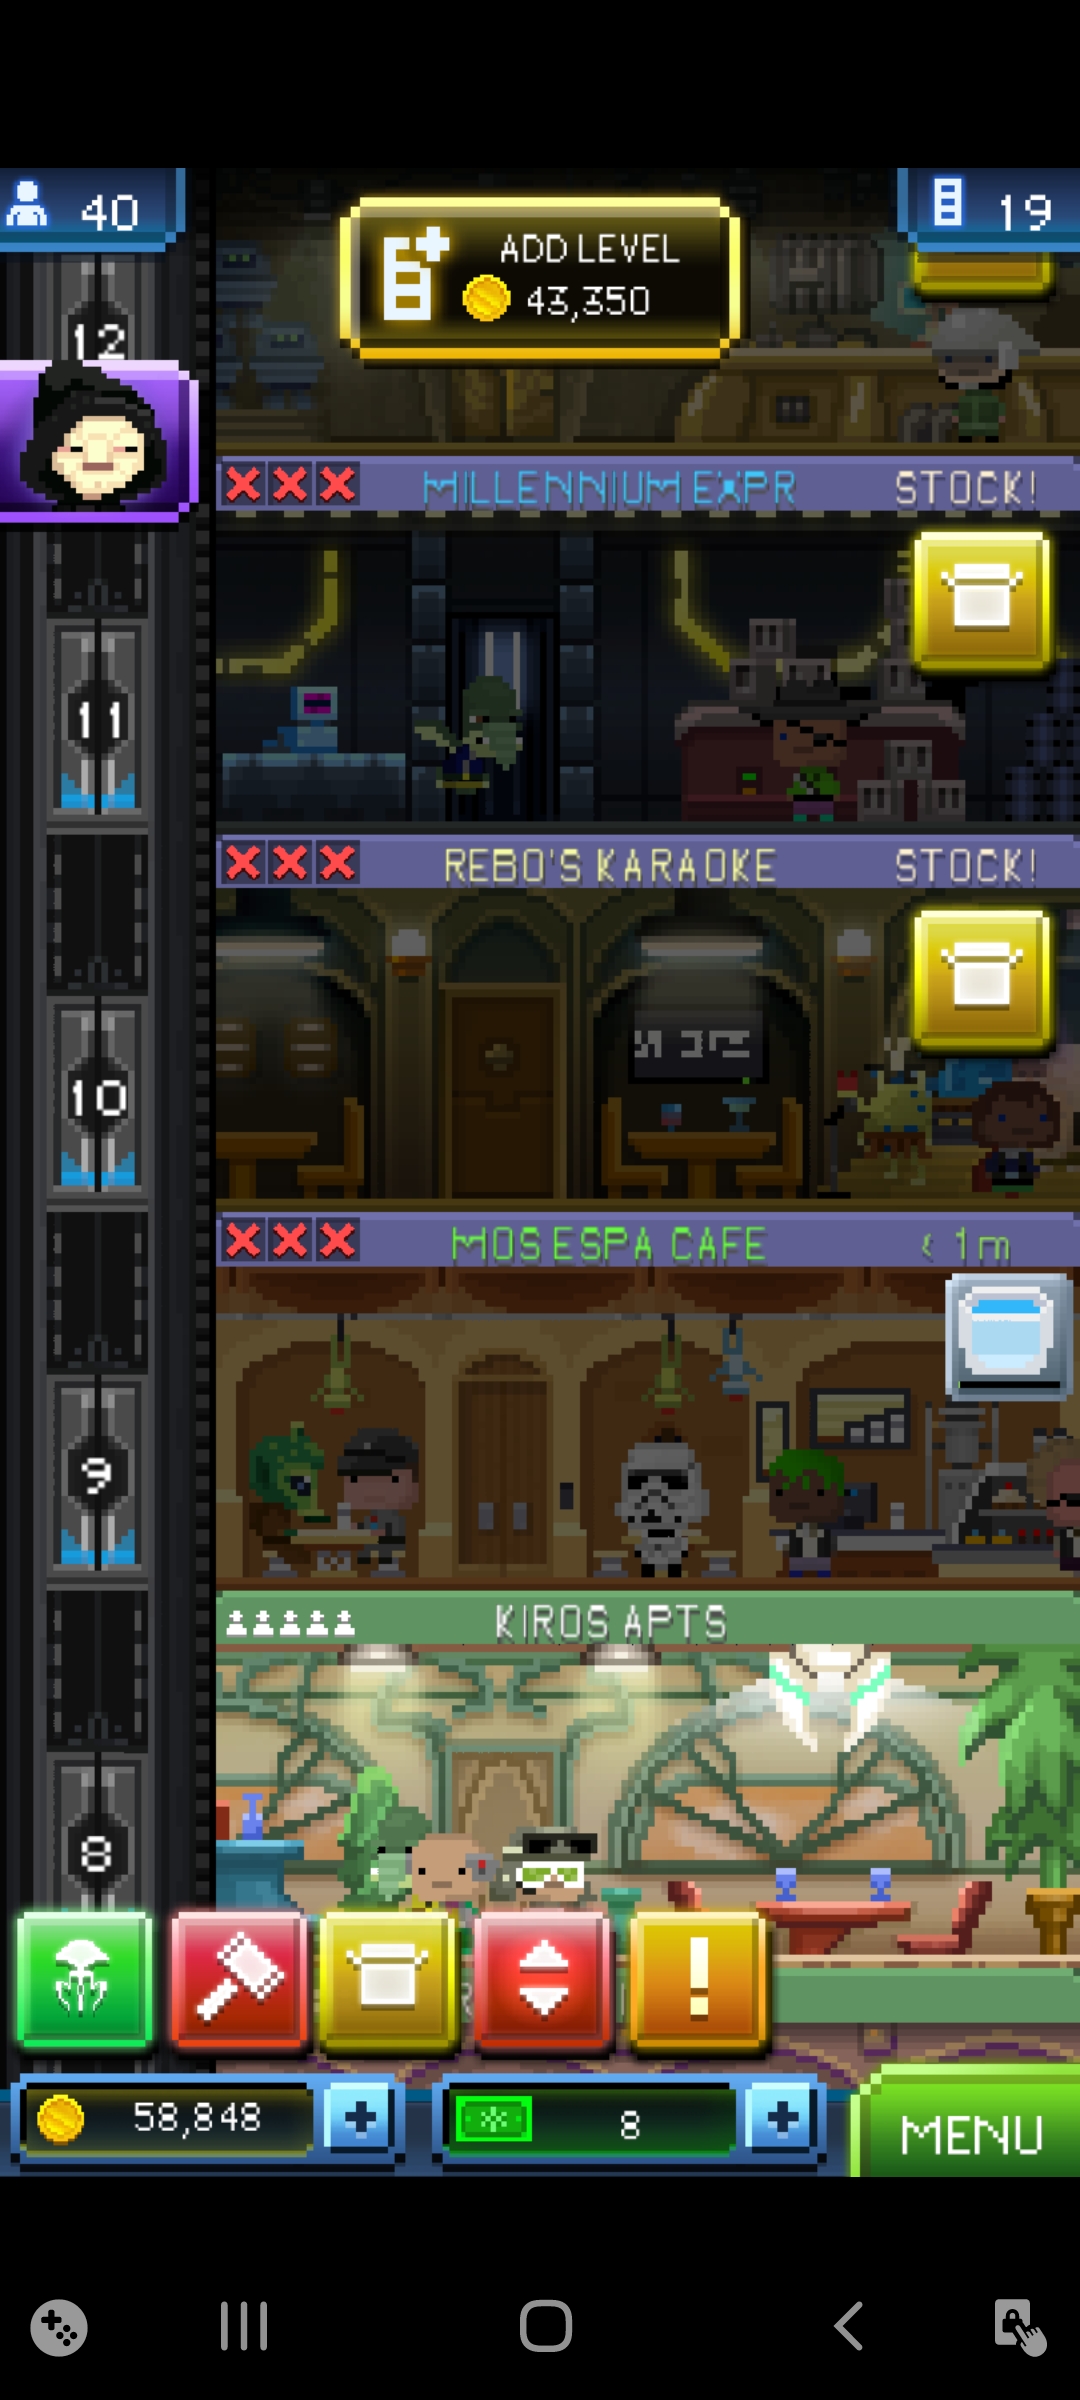 40
ADD LEVEL
43,350
19
12
MILLENNIUM EXPR
STOCK!
11
REBO'S KARAOKE
STOCK!
10
MOS ESPA CAFE
< 1m
9
KIROS APTS
8
58,848
8
MENU